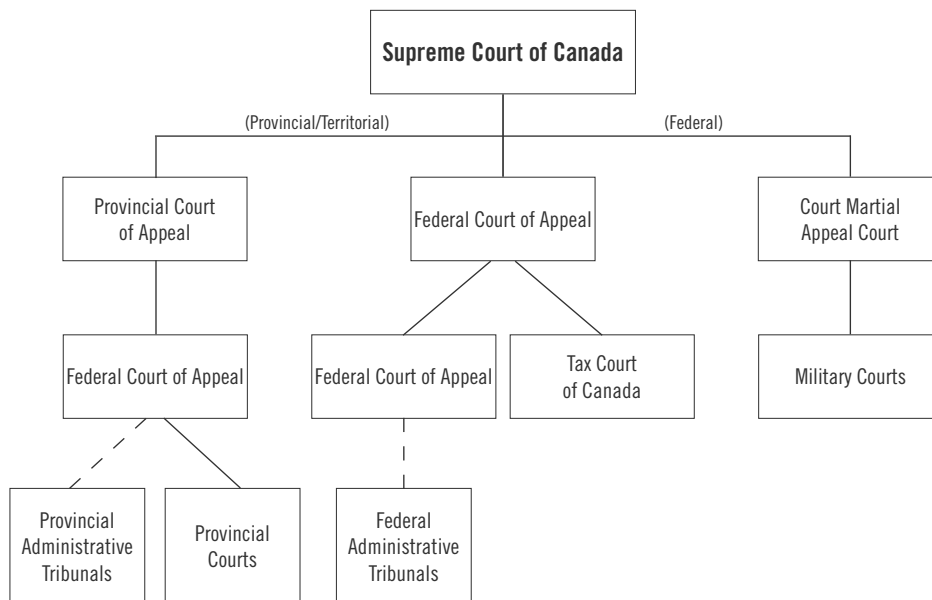 Supreme Court of Canada
(Provincial/Territorial)
(Federal)
Provincial Court
of Appeal
Federal Court of Appeal
Court Martial
Appeal Court
Federal Court of Appeal
Federal Court of Appeal
Tax Court
of Canada
Military Courts
Provincial
Administrative
Tribunals
Provincial
Courts
Federal
Administrative
Tribunals